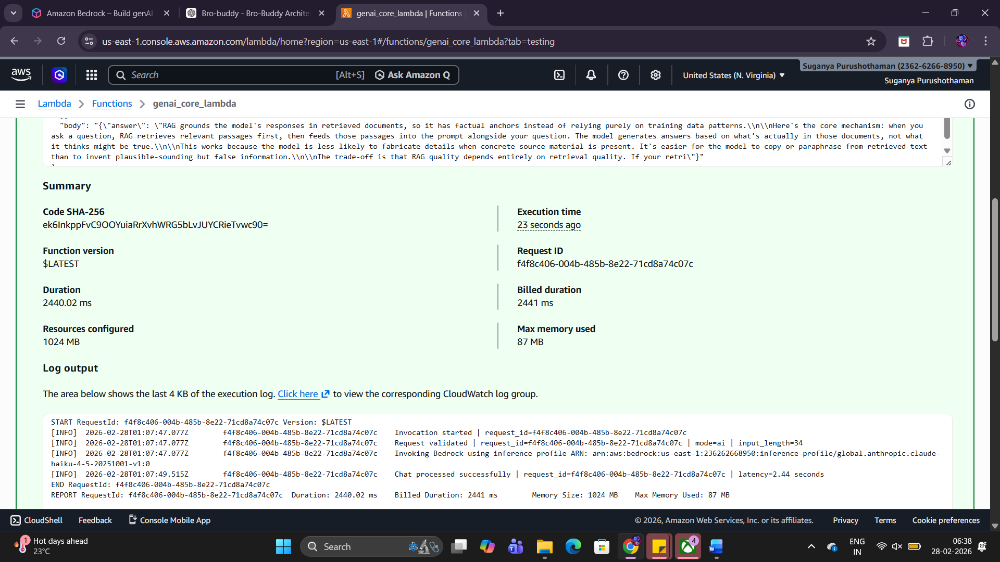 Amazon Bedrock – Build genAI
Bro-buddy - Bro-Buddy Archite
genai_core_lambda | Functions
us-east-1.console.aws.amazon.com/lambda/home?region=us-east-1#/functions/genai_core_lambda?tab=testing
aws
Search
[Alt+S]
Ask Amazon Q
United States (N. Virginia) ▼
Suganya Purushothaman (2362-6266-8950) ▼
Suganya Purushothaman
Lambda > Functions > genai_core_lambda
"body": "{\"answer\": \"RAG grounds the model's responses in retrieved documents, so it has factual anchors instead of relying purely on training data patterns.\\n\\nHere's the core mechanism: when you
ask a question, RAG retrieves relevant passages first, then feeds those passages into the prompt alongside your question. The model generates answers based on what's actually in those documents, not what
it thinks might be true.\\n\\nThis works because the model is less likely to fabricate details when concrete source material is present. It's easier for the model to copy or paraphrase from retrieved text
than to invent plausible-sounding but false information.\\n\\nThe trade-off is that RAG quality depends entirely on retrieval quality. If your retri\"}"
Summary
Code SHA-256
ek6InkppFvC9OOYuiaRrXvhWRG5bLvJUYCRieTvwc90=
Execution time
23 seconds ago
Function version
$LATEST
Request ID
f4f8c406-004b-485b-8e22-71cd8a74c07c
Duration
2440.02 ms
Billed duration
2441 ms
Resources configured
1024 MB
Max memory used
87 MB
Log output
The area below shows the last 4 KB of the execution log. Click here to view the corresponding CloudWatch log group.
START RequestId: f4f8c406-004b-485b-8e22-71cd8a74c07c Version: $LATEST
[INFO] 2026-02-28T01:07:47.077Z f4f8c406-004b-485b-8e22-71cd8a74c07c Invocation started | request_id=f4f8c406-004b-485b-8e22-71cd8a74c07c
[INFO] 2026-02-28T01:07:47.077Z f4f8c406-004b-485b-8e22-71cd8a74c07c Request validated | request_id=f4f8c406-004b-485b-8e22-71cd8a74c07c | mode=ai | input_length=34
[INFO] 2026-02-28T01:07:47.077Z f4f8c406-004b-485b-8e22-71cd8a74c07c Invoking Bedrock using inference profile ARN: arn:aws:bedrock:us-east-1:236262668950:inference-profile/global.anthropic.claude-
haiku-4-5-20251001-v1:0
[INFO] 2026-02-28T01:07:49.515Z f4f8c406-004b-485b-8e22-71cd8a74c07c Chat processed successfully | request_id=f4f8c406-004b-485b-8e22-71cd8a74c07c | latency=2.44 seconds
END RequestId: f4f8c406-004b-485b-8e22-71cd8a74c07c
REPORT RequestId: f4f8c406-004b-485b-8e22-71cd8a74c07c Duration: 2440.02 ms Billed Duration: 2441 ms Memory Size: 1024 MB Max Memory Used: 87 MB
CloudShell
Feedback
Console Mobile App
© 2026, Amazon Web Services, Inc. or its affiliates.
Privacy
Terms
Cookie preferences
1
Hot days ahead
23°C
Search
4
ENG
IN
06:38
28-02-2026